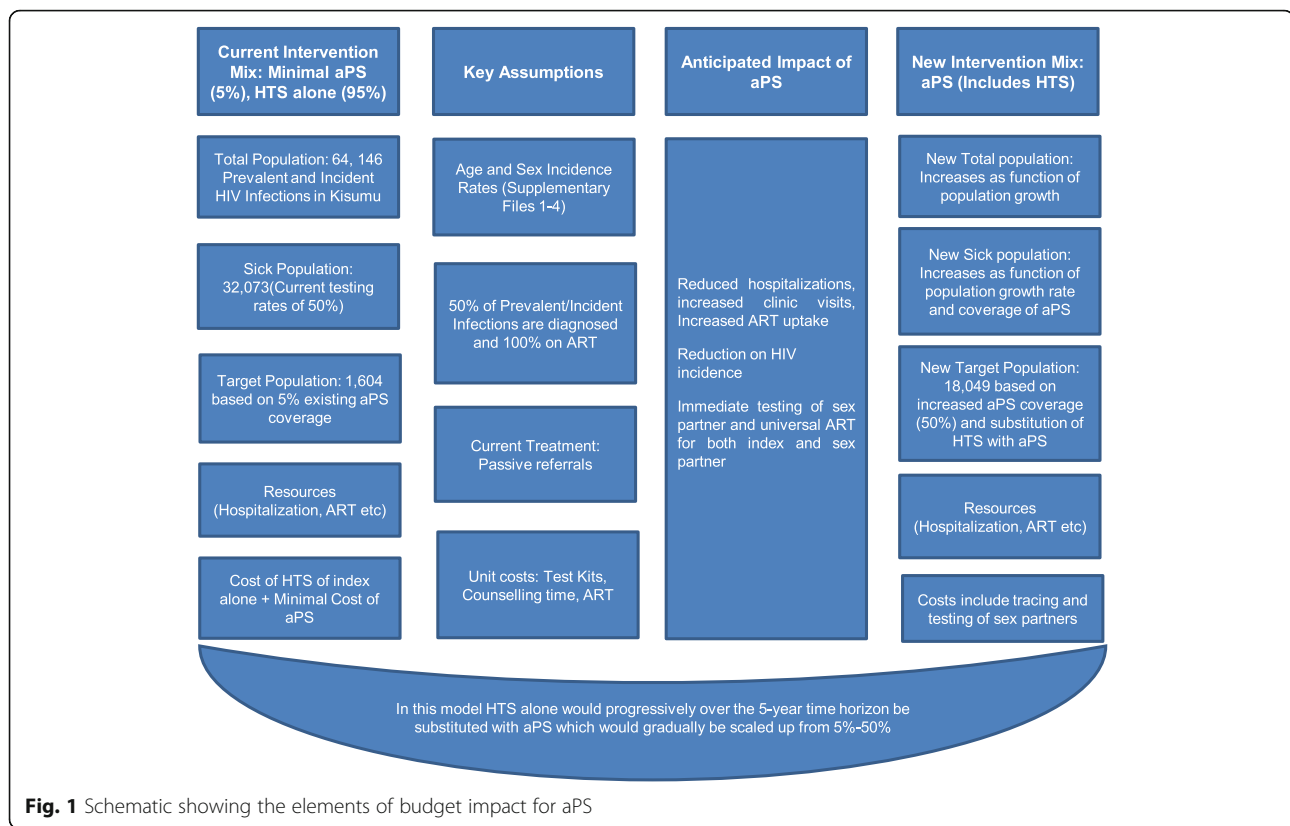 Current Intervention
Mix: Minimal aPS
(5%), HTS alone (95%)
Total Population: 64, 146
Prevalent and Incident
HIV Infections in Kisumu
Sick Population:
32,073(Current testing
rates of 50%)
Target Population: 1,604
based on 5% existing aPS
coverage
Resources
(Hospitalization, ART etc)
Cost of HTS of index
alone + Minimal Cost of
aPS
Key Assumptions
Age and Sex Incidence
Rates (Supplementary
Files 1-4)
50% of Prevalent/Incident
Infections are diagnosed
and 100% on ART
Current Treatment:
Passive referrals
Unit costs: Test Kits,
Counselling time, ART
Anticipated Impact of
aPS
Reduced hospitalizations,
increased clinic visits,
Increased ART uptake
Reduction on HIV
incidence
Immediate testing of sex
partner and universal ART
for both index and sex
partner
New Intervention Mix:
aPS (Includes HTS)
New Total population:
Increases as function of
population growth
New Sick population:
Increases as function of
population growth rate
and coverage of aPS
New Target Population:
18,049 based on
increased aPS coverage
(50%) and substitution of
HTS with aPS
Resources
(Hospitalization, ART etc)
Costs include tracing and
testing of sex partners
In this model HTS alone would progressively over the 5-year time horizon be
substituted with aPS which would gradually be scaled up from 5%-50%
Fig. 1 Schematic showing the elements of budget impact for aPS